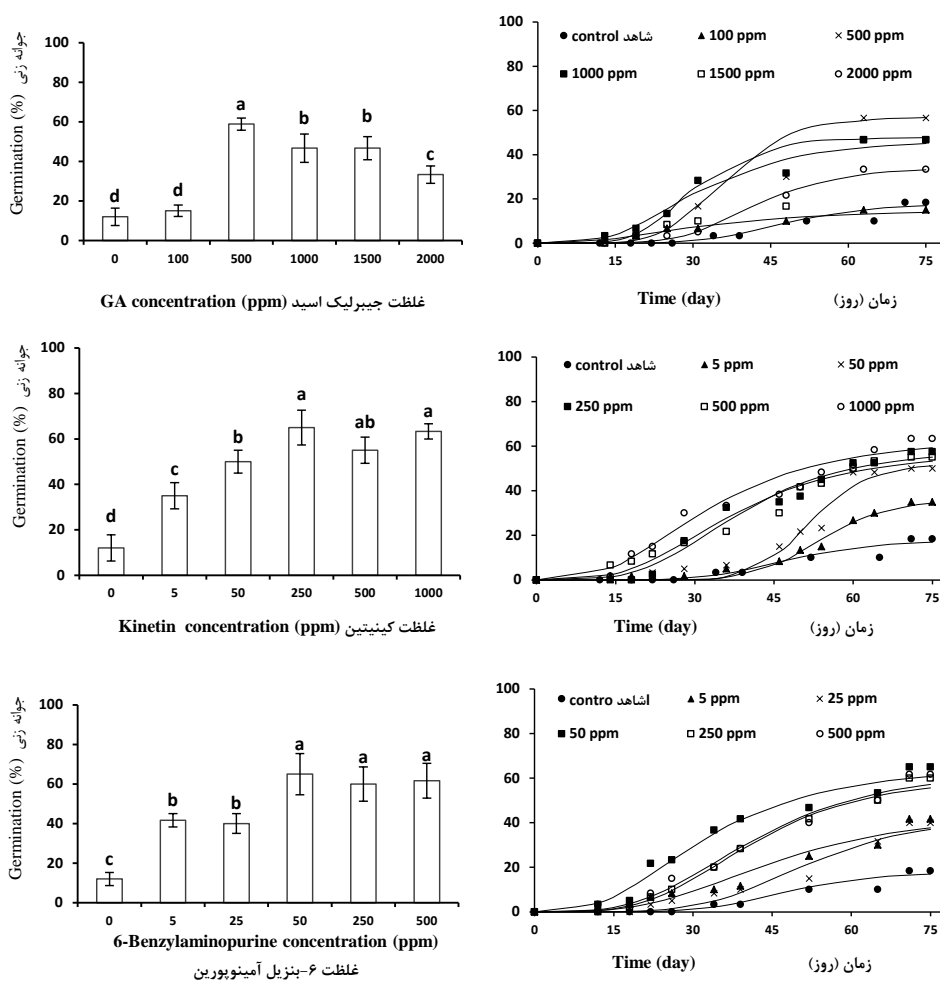 Germination (%) جوانه زنی
100
80
60
40
20
0
d
d
a
b
b
c
0 100 500 1000 1500 2000
GA concentration (ppm) غلظت جیبرلیک اسید
control شاهد 100 ppm 500 ppm
1000 ppm 1500 ppm 2000 ppm
100
80
60
40
20
0
0 15 30 45 60 75
Time (day) زمان (روز)
Germination (%) جوانه زنی
100
80
60
40
20
0
d
c
b
a
ab
a
0 5 50 250 500 1000
Kinetin concentration (ppm) غلظت کینیتین
control شاهد 5 ppm 50 ppm
250 ppm 500 ppm 1000 ppm
100
80
60
40
20
0
0 15 30 45 60 75
Time (day) زمان (روز)
Germination (%) جوانه زنی
100
80
60
40
20
0
c
b
b
a
a
a
0 5 25 50 250 500
6-Benzylaminopurine concentration (ppm)
غلظت ۶-بنزیل آمینوپورین
contro اشاهد 5 ppm 25 ppm
50 ppm 250 ppm 500 ppm
100
80
60
40
20
0
0 15 30 45 60 75
Time (day) زمان (روز)